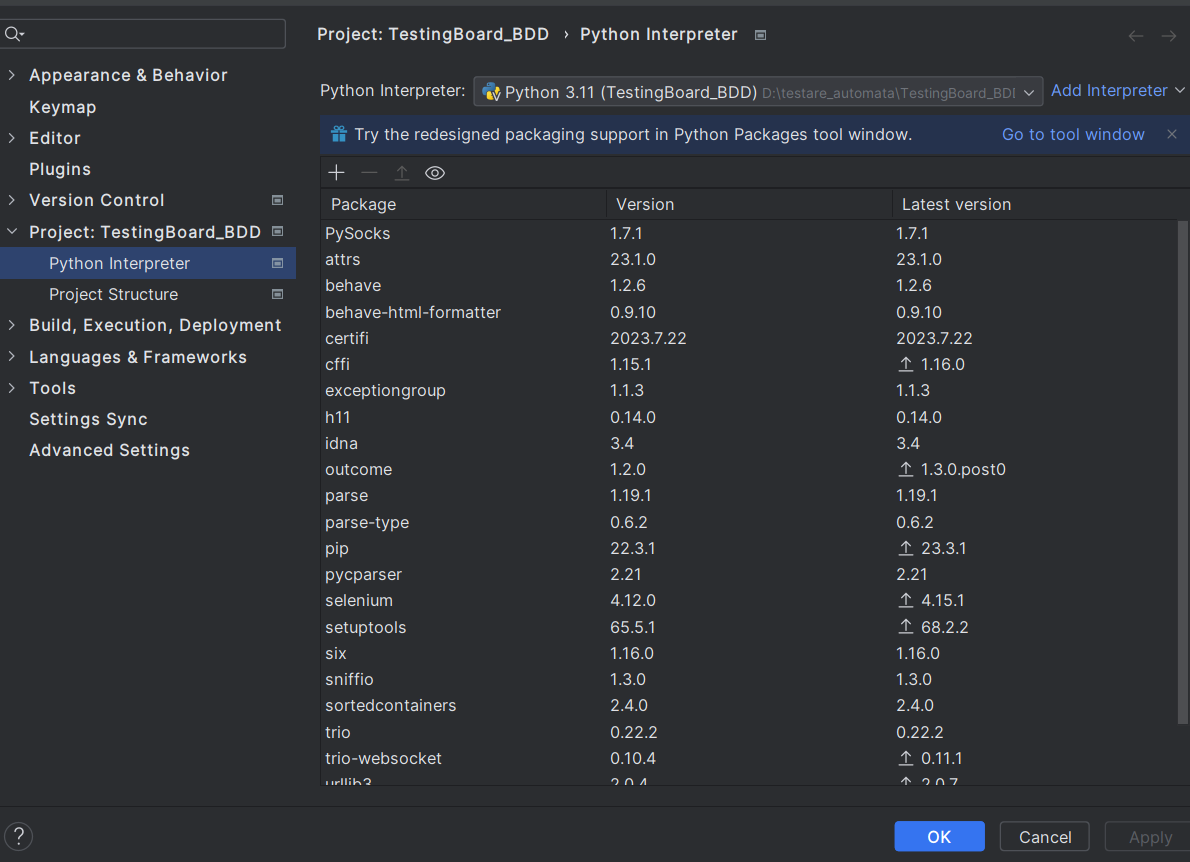 Project: TestingBoard_BDD › Python Interpreter
Appearance & Behavior
Keymap
Editor
Plugins
Version Control
Project: TestingBoard_BDD
Python Interpreter
Project Structure
Build, Execution, Deployment
Languages & Frameworks
Tools
Settings Sync
Advanced Settings
Python Interpreter: Python 3.11 (TestingBoard_BDD) D:\testare_automata\TestingBoard_BDD Add Interpreter
Try the redesigned packaging support in Python Packages tool window. Go to tool window
Package Version Latest version
PySocks 1.7.1 1.7.1
attrs 23.1.0 23.1.0
behave 1.2.6 1.2.6
behave-html-formatter 0.9.10 0.9.10
certifi 2023.7.22 2023.7.22
cffi 1.15.1 1.16.0
exceptiongroup 1.1.3 1.1.3
h11 0.14.0 0.14.0
idna 3.4 3.4
outcome 1.2.0 1.3.0.post0
parse 1.19.1 1.19.1
parse-type 0.6.2 0.6.2
pip 22.3.1 23.3.1
pycparser 2.21 2.21
selenium 4.12.0 4.15.1
setuptools 65.5.1 68.2.2
six 1.16.0 1.16.0
sniffio 1.3.0 1.3.0
sortedcontainers 2.4.0 2.4.0
trio 0.22.2 0.22.2
trio-websocket 0.10.4 0.11.1
urllib3 2.0.4 2.0.7
? OK Cancel Apply